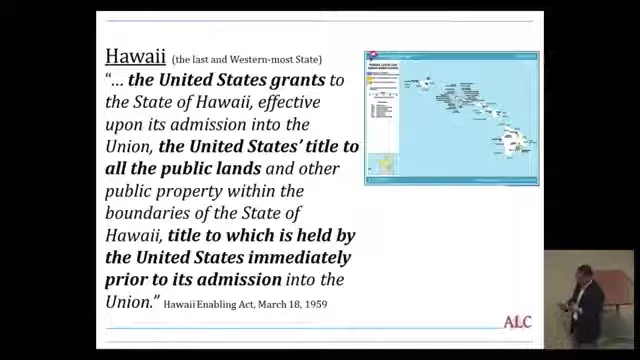 Hawaii (the last and Western-most State)
“… the United States grants to
the State of Hawaii, effective
upon its admission into the
Union, the United States’ title to
all the public lands and other
public property within the
boundaries of the State of
Hawaii, title to which is held by
the United States immediately
prior to its admission into the
Union.” Hawaii Enabling Act, March 18, 1959
ALC